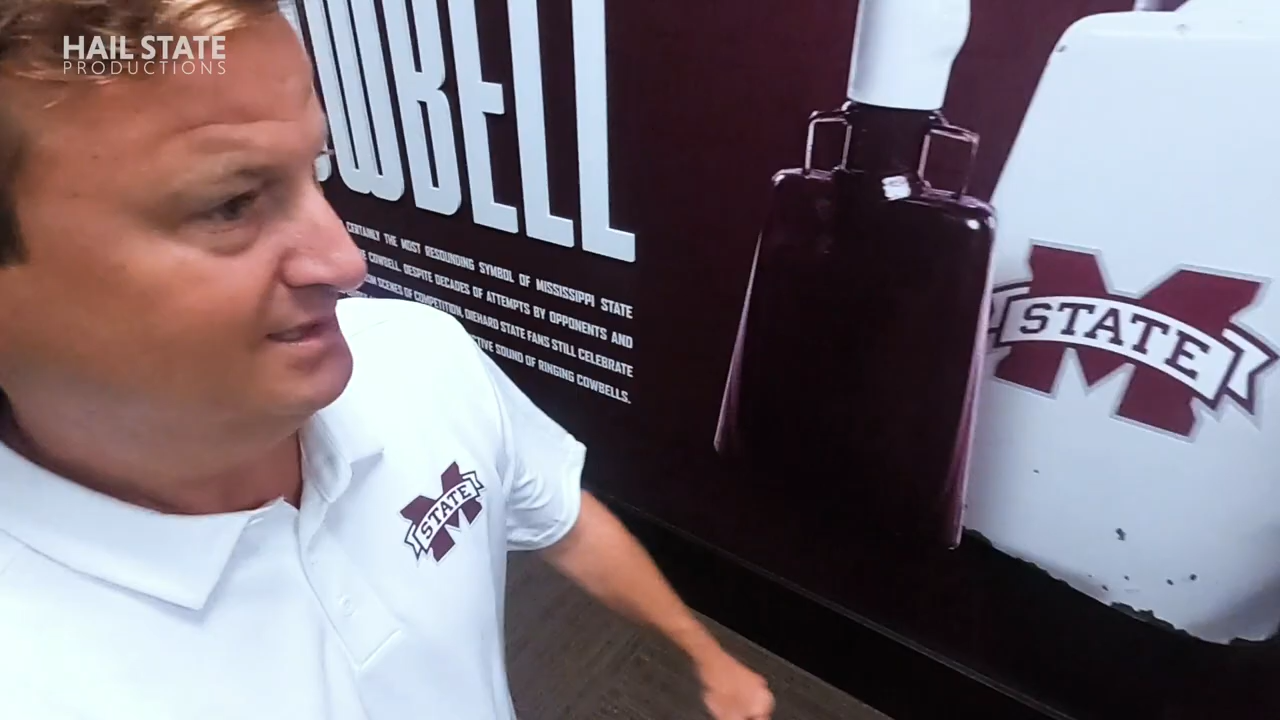 HAIL STATE
PRODUCTIONS
WBELL
CERTAINLY THE MOST RESOUNDING SYMBOL OF MISSISSIPPI STATE
COWBELL. DESPITE DECADES OF ATTEMPTS BY OPPONENTS AND
SCENES OF COMPETITION, DIEHARD STATE FANS STILL CELEBRATE
SOUND OF RINGING COWBELLS.
M STATE
M STATE